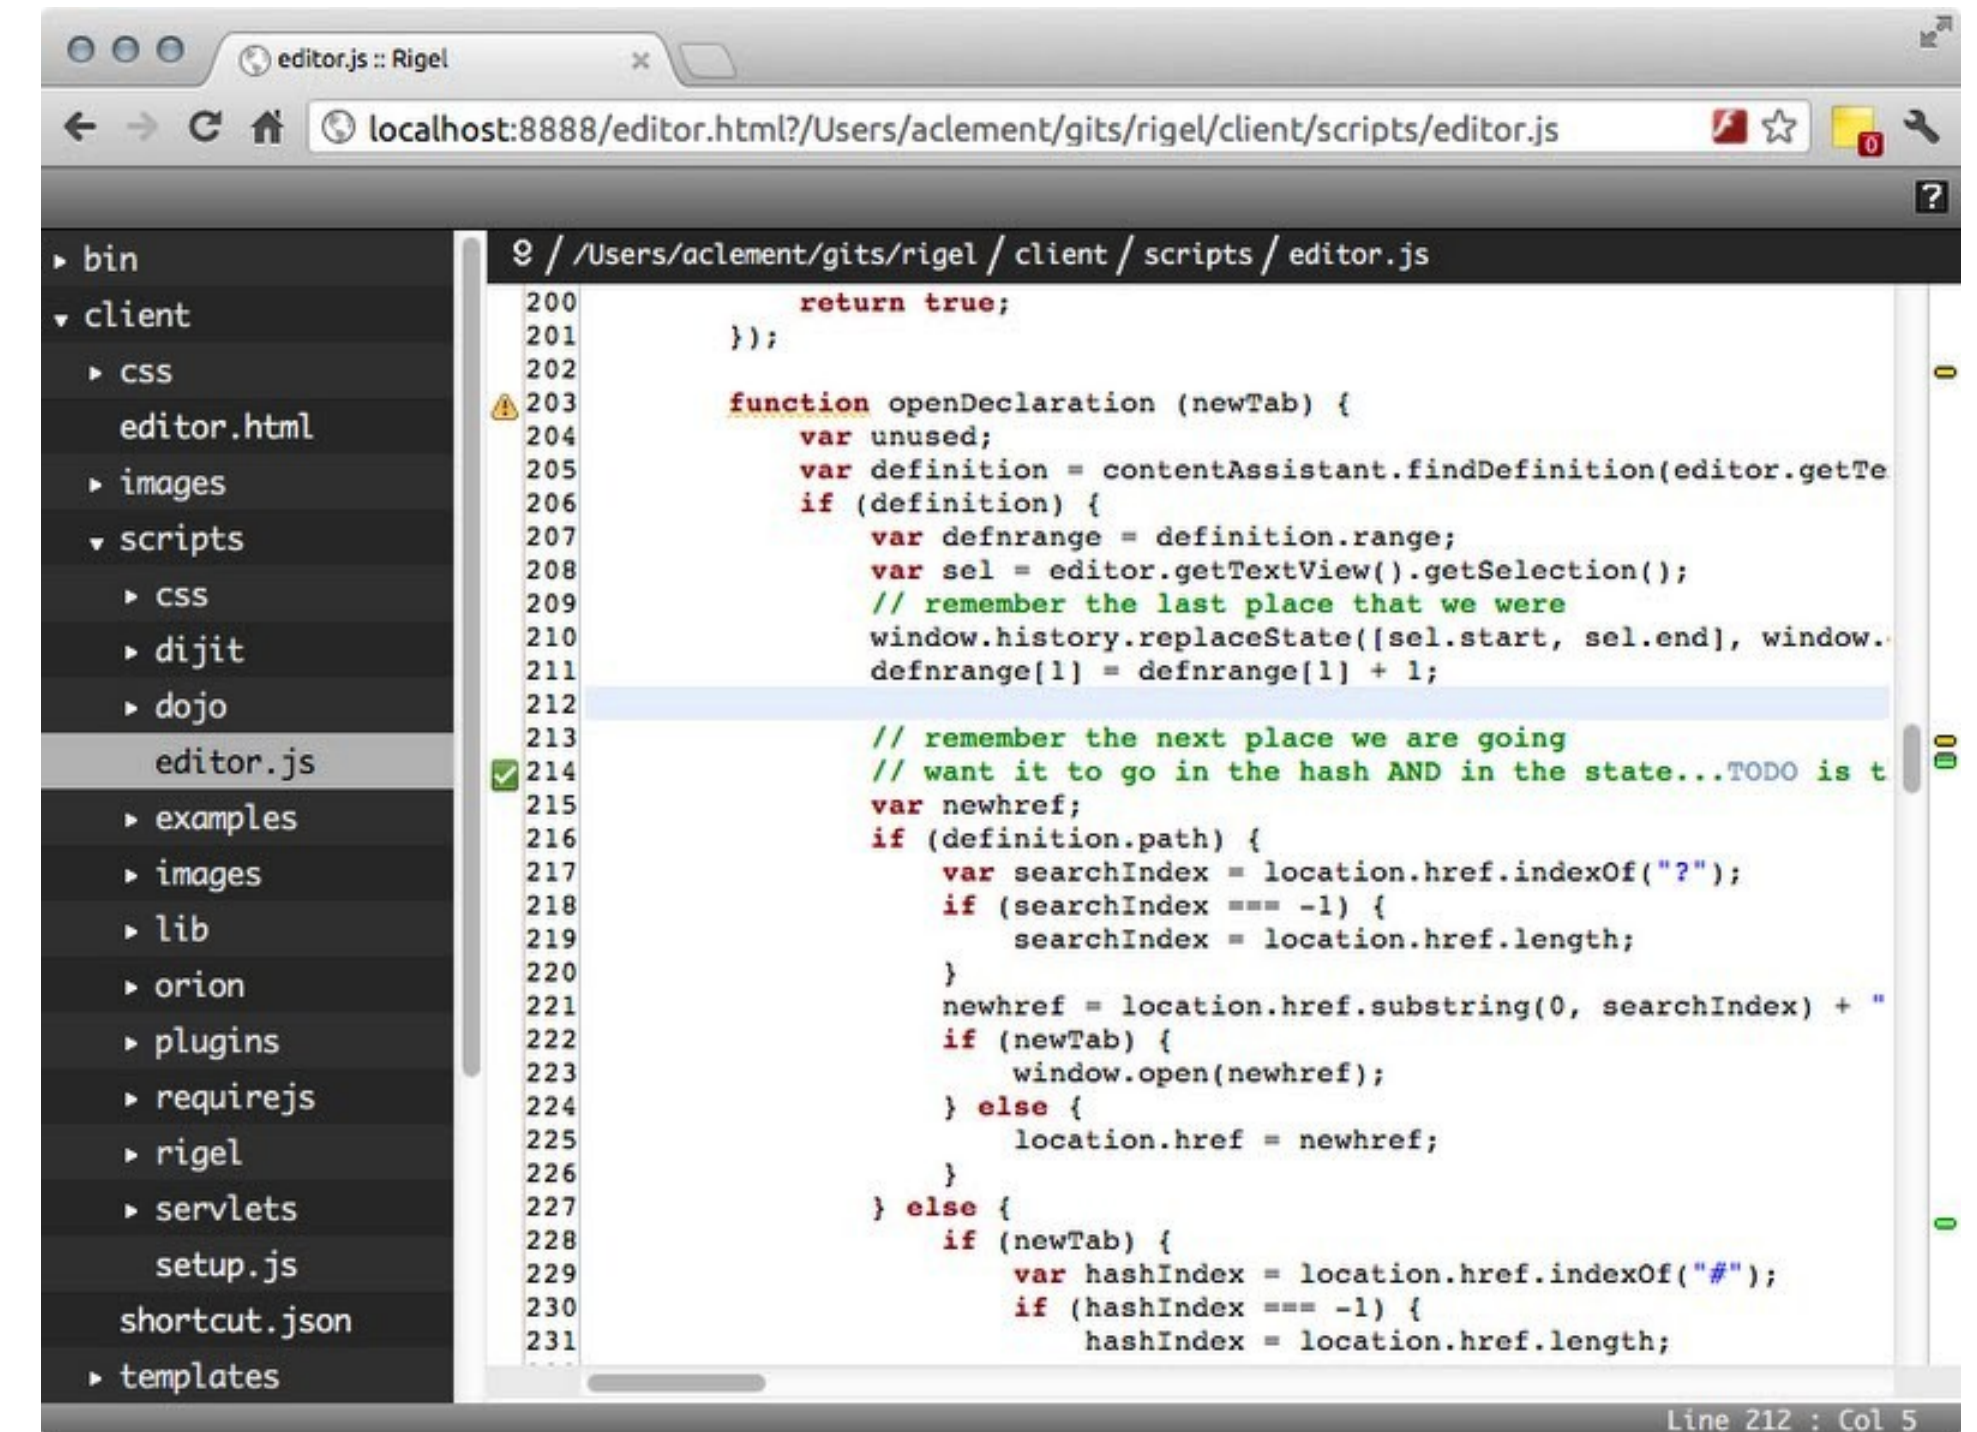 editor.js :: Rigel
localhost:8888/editor.html?/Users/aclement/gits/rigel/client/scripts/editor.js
0
?
bin
client
css
editor.html
images
scripts
css
dijit
dojo
editor.js
examples
images
lib
orion
plugins
requirejs
rigel
servlets
setup.js
shortcut.json
templates
/ /Users/aclement/gits/rigel / client / scripts / editor.js
200 return true;
201 });
202
203 function openDeclaration (newTab) {
204 var unused;
205 var definition = contentAssistant.findDefinition(editor.getTe
206 if (definition) {
207 var defnrange = definition.range;
208 var sel = editor.getTextView().getSelection();
209 // remember the last place that we were
210 window.history.replaceState([sel.start, sel.end], window.
211 defnrange[1] = defnrange[1] + 1;
212
213 // remember the next place we are going
214 // want it to go in the hash AND in the state...TODO is t
215 var newhref;
216 if (definition.path) {
217 var searchIndex = location.href.indexOf("?");
218 if (searchIndex === -1) {
219 searchIndex = location.href.length;
220 }
221 newhref = location.href.substring(0, searchIndex) + "
222 if (newTab) {
223 window.open(newhref);
224 } else {
225 location.href = newhref;
226 }
227 } else {
228 if (newTab) {
229 var hashIndex = location.href.indexOf("#");
230 if (hashIndex === -1) {
231 hashIndex = location.href.length;
Line 212 : Col 5